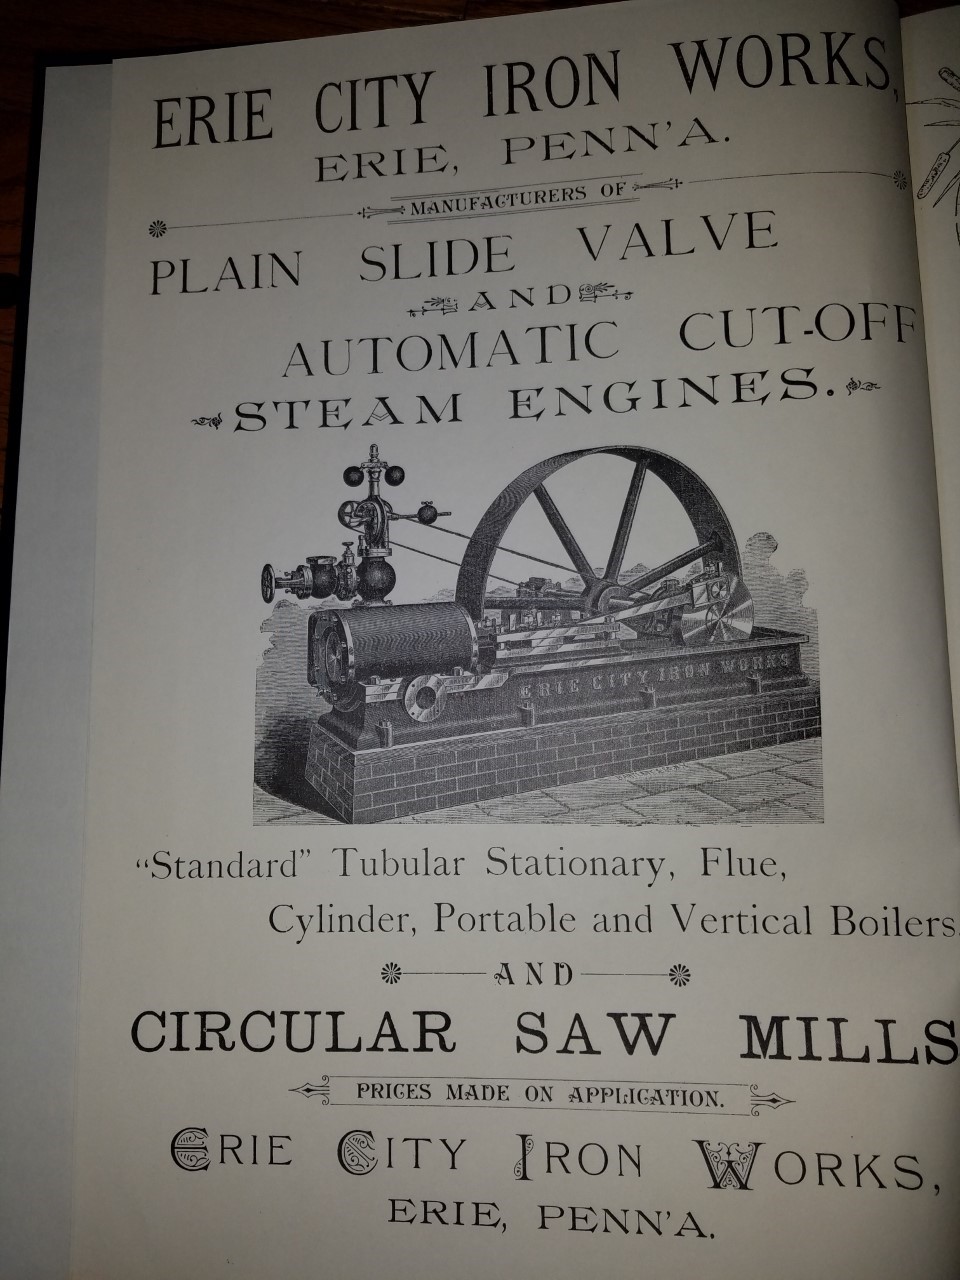 ERIE CITY IRON WORKS,
ERIE, PENN'A.
MANUFACTURERS OF
PLAIN SLIDE VALVE
AND
AUTOMATIC CUT-OFF
STEAM ENGINES.
ERIE CITY IRON WORKS
"Standard" Tubular Stationary, Flue,
Cylinder, Portable and Vertical Boilers.
AND
CIRCULAR SAW MILLS
PRICES MADE ON APPLICATION.
ERIE CITY IRON WORKS,
ERIE, PENN'A.